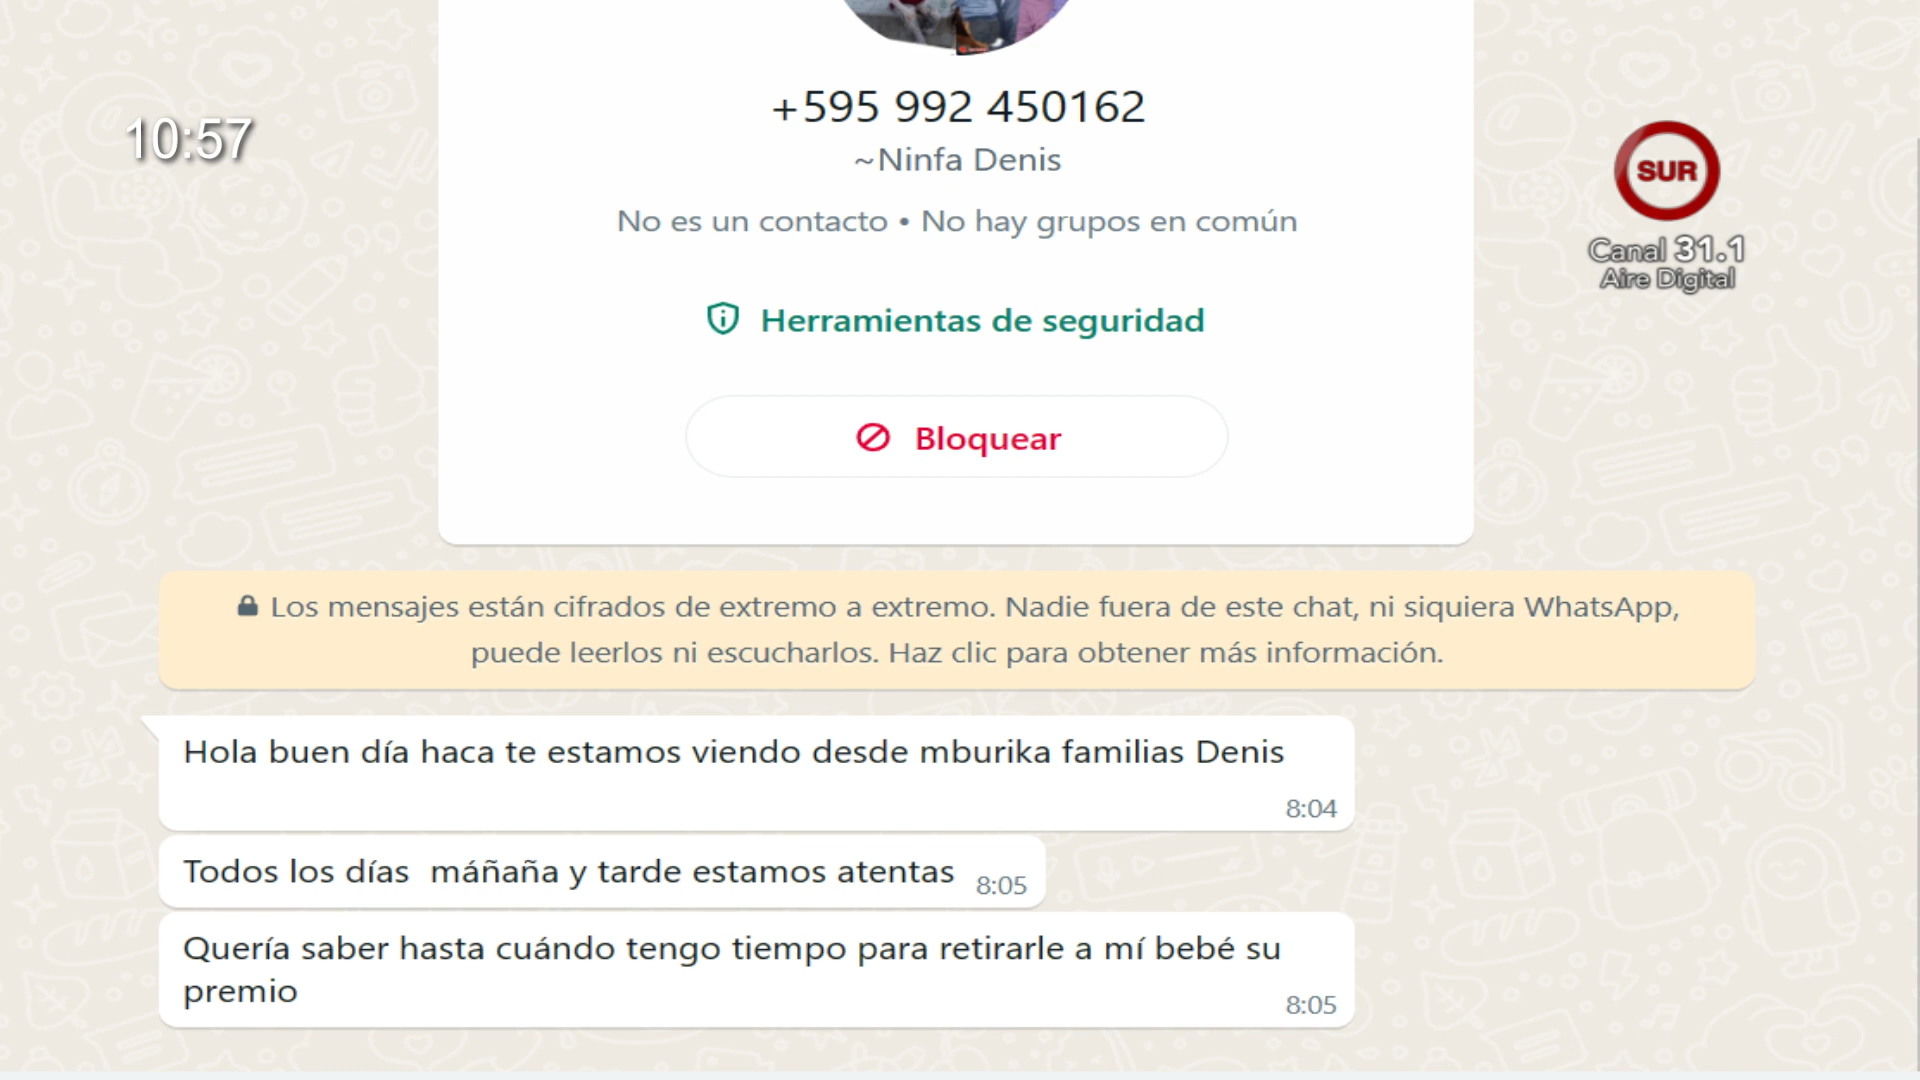 +595 992 450162
~Ninfa Denis
10:57
No es un contacto • No hay grupos en común
SUR
Canal 31.1
Aire Digital
Herramientas de seguridad
Bloquear
Los mensajes están cifrados de extremo a extremo. Nadie fuera de este chat, ni siquiera WhatsApp,
puede leerlos ni escucharlos. Haz clic para obtener más información.
Hola buen día haca te estamos viendo desde mburika familias Denis
8:04
Todos los días  máñaña y tarde estamos atentas 8:05
Quería saber hasta cuándo tengo tiempo para retirarle a mí bebé su
premio
8:05